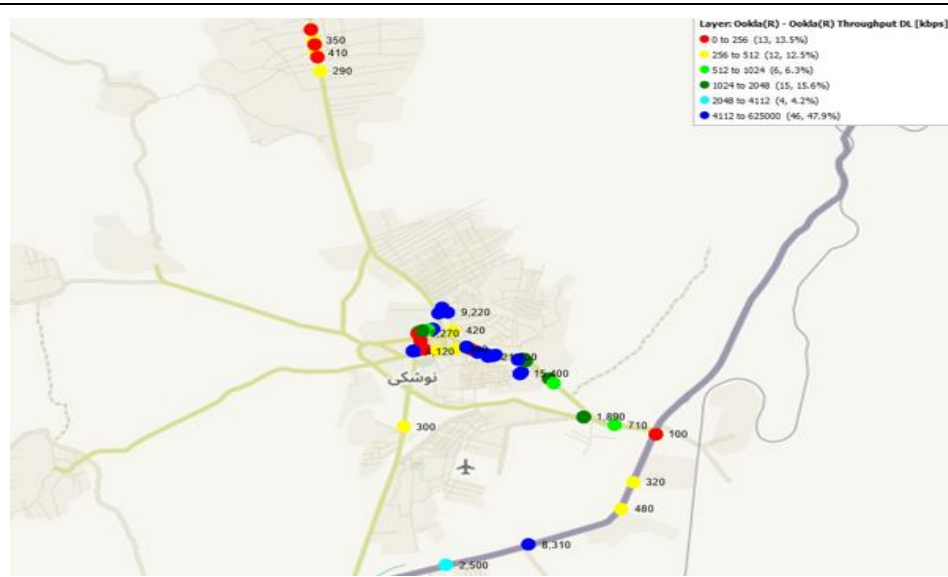 Layer: Ookla(R) - Ookla(R) Throughput DL [kbps]
0 to 256 (13, 13.5%)
256 to 512 (12, 12.5%)
512 to 1024 (6, 6.3%)
1024 to 2048 (15, 15.6%)
2048 to 4112 (4, 4.2%)
4112 to 625000 (46, 47.9%)
350
410
290
9,220
420
نوشکی
15,400
300
1,890
710
100
320
480
8,310
2,500